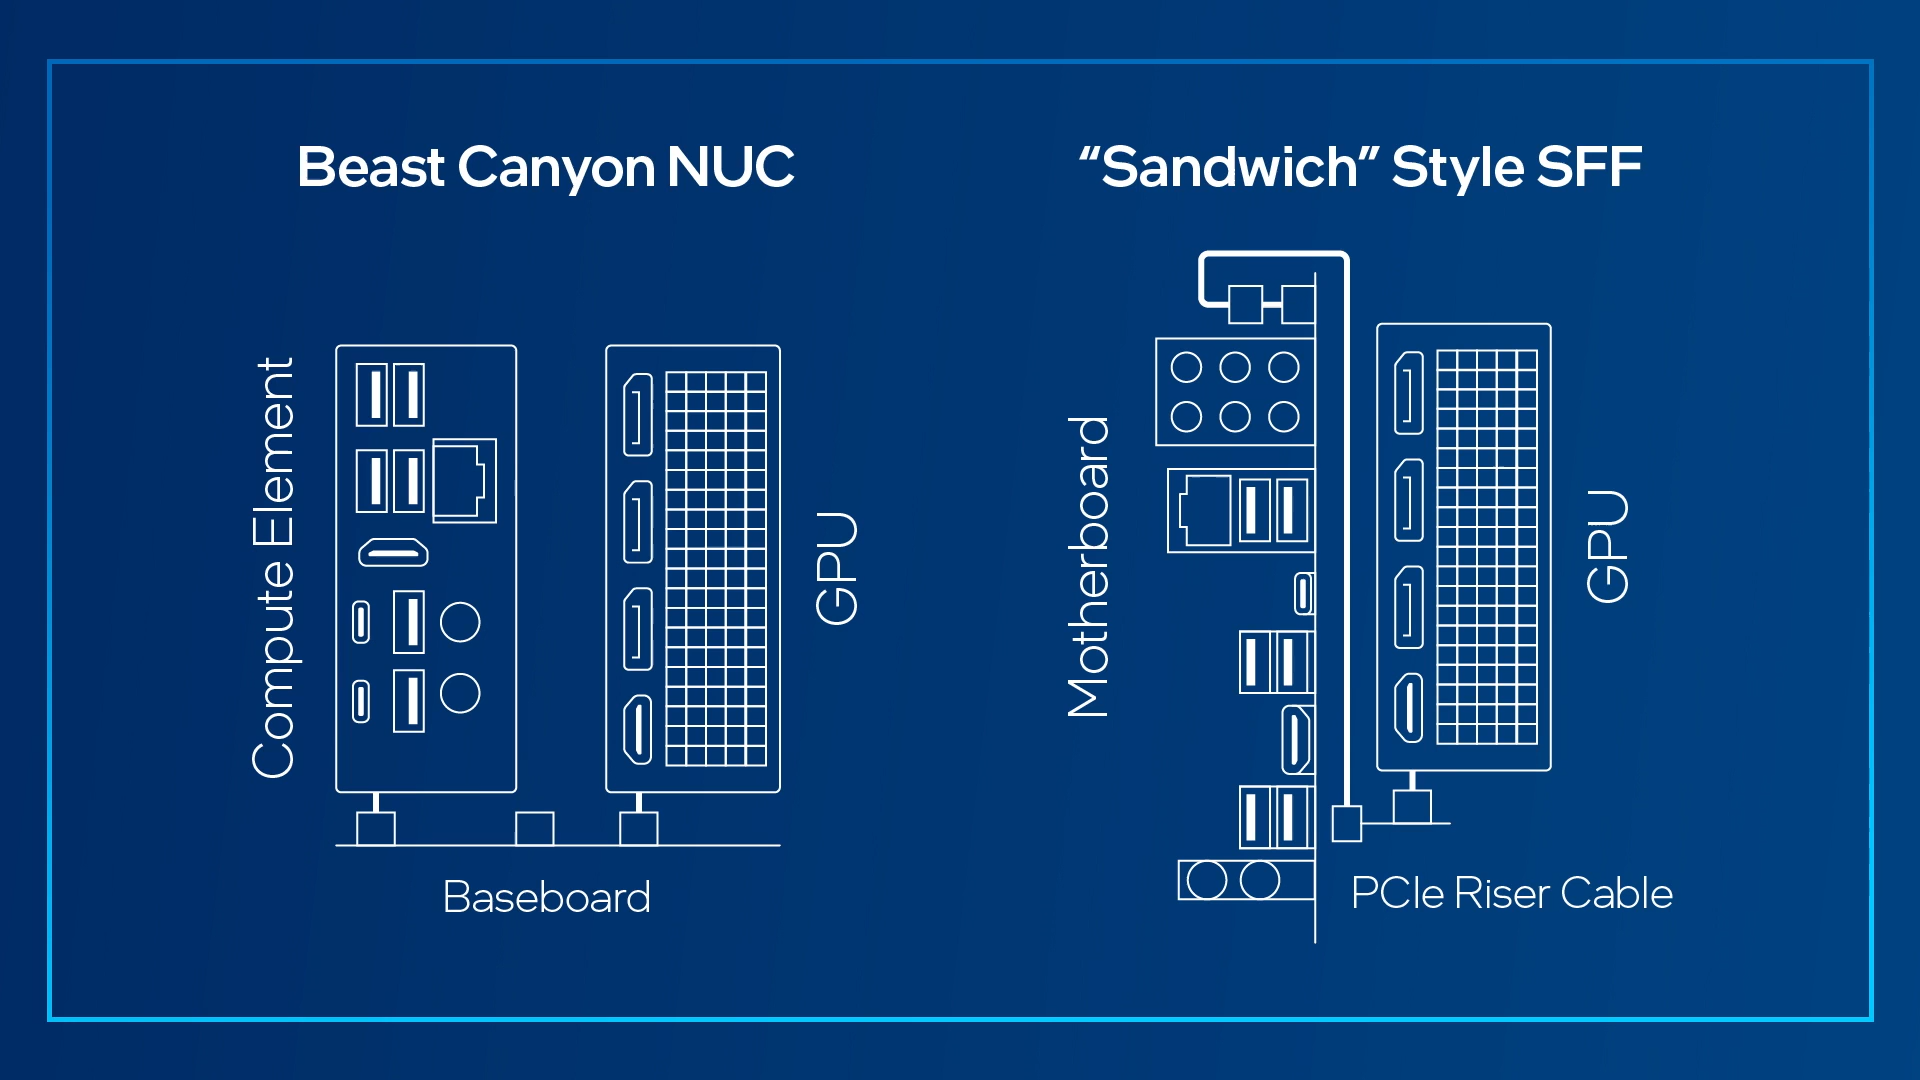 Beast Canyon NUC
Compute Element
GPU
Baseboard
“Sandwich” Style SFF
Motherboard
GPU
PCIe Riser Cable